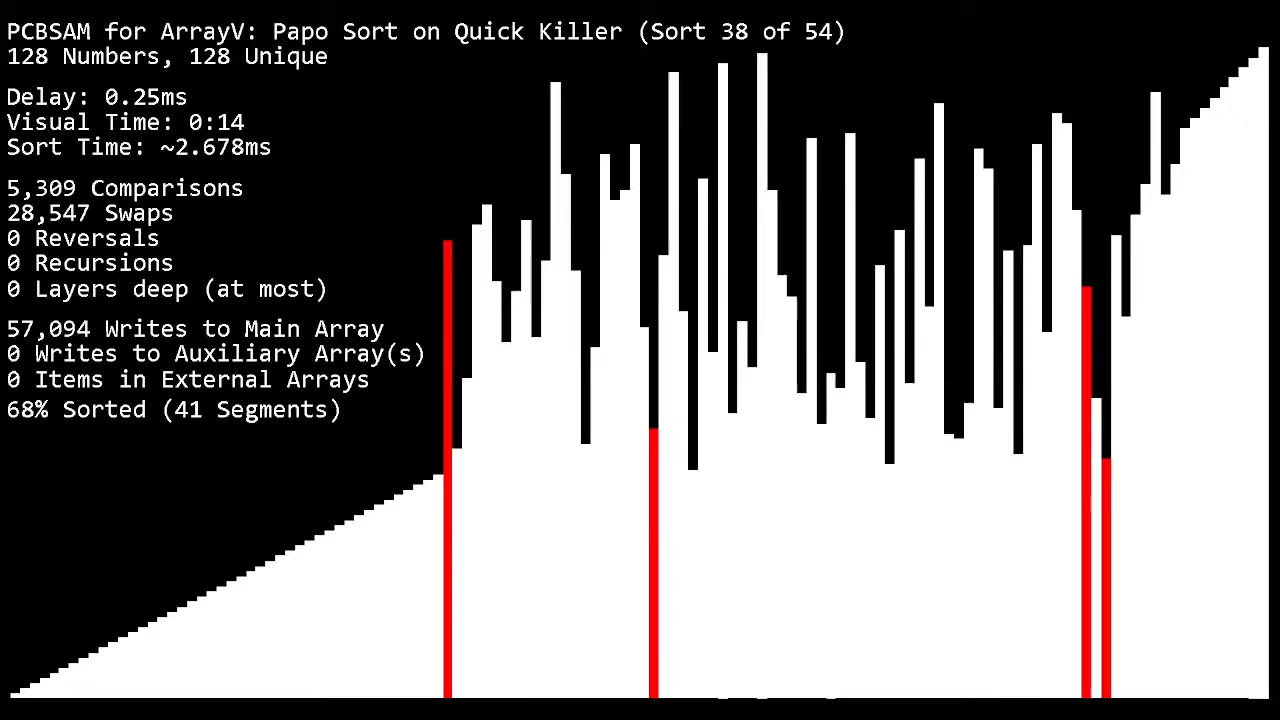 PCBSAM for ArrayV: Papo Sort on Quick Killer (Sort 38 of 54)
128 Numbers, 128 Unique
Delay: 0.25ms
Visual Time: 0:14
Sort Time: ~2.678ms
5,309 Comparisons
28,547 Swaps
0 Reversals
0 Recursions
0 Layers deep (at most)
57,094 Writes to Main Array
0 Writes to Auxiliary Array(s)
0 Items in External Arrays
68% Sorted (41 Segments)